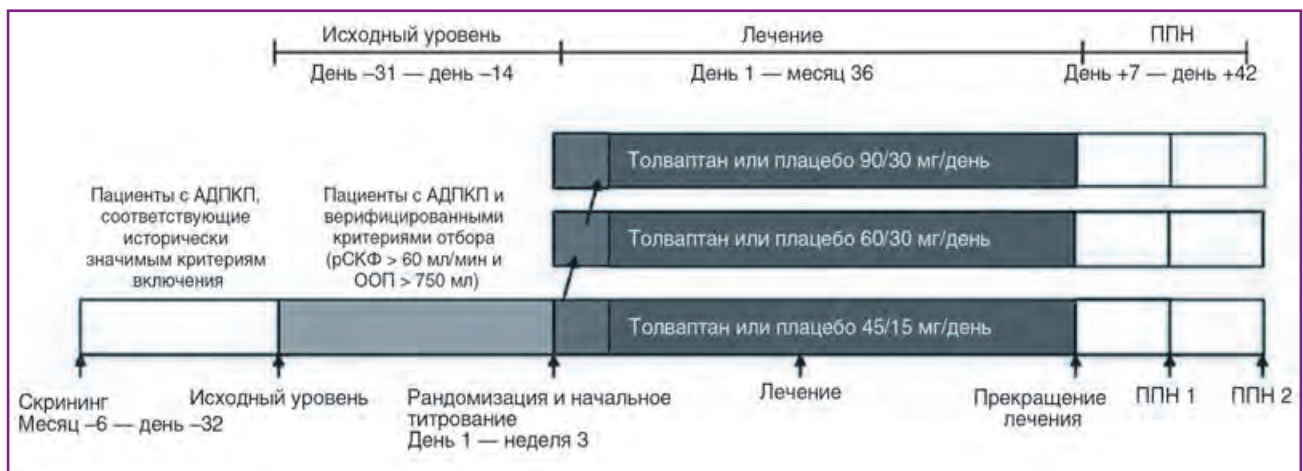 Исходный уровень
Лечение
ППН
День –31 — день –14
День 1 — месяц 36
День +7 — день +42
Толваптан или плацебо 90/30 мг/день
Пациенты с АДПКП,
соответствующие
исторически
значимым критериям
включения
Пациенты с АДПКП и
верифицированными
критериями отбора
(рСКФ > 60 мл/мин и
ООП > 750 мл)
Толваптан или плацебо 60/30 мг/день
Толваптан или плацебо 45/15 мг/день
Скрининг
Месяц –6 — день –32
Исходный уровень
Рандомизация и начальное
титрование
День 1 — неделя 3
Лечение
Прекращение
лечения
ППН 1
ППН 2